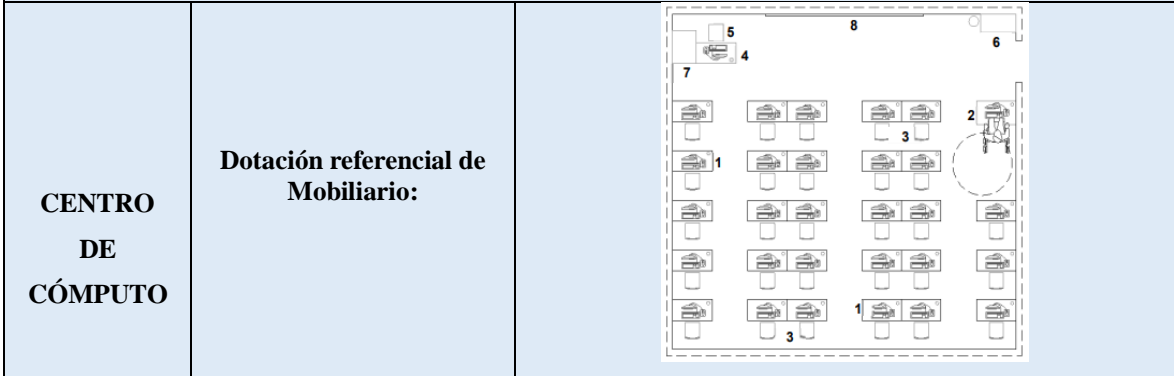 CENTRO
DE
CÓMPUTO
Dotación referencial de
Mobiliario:
8
5
4
6
7
2
3
1
1
3